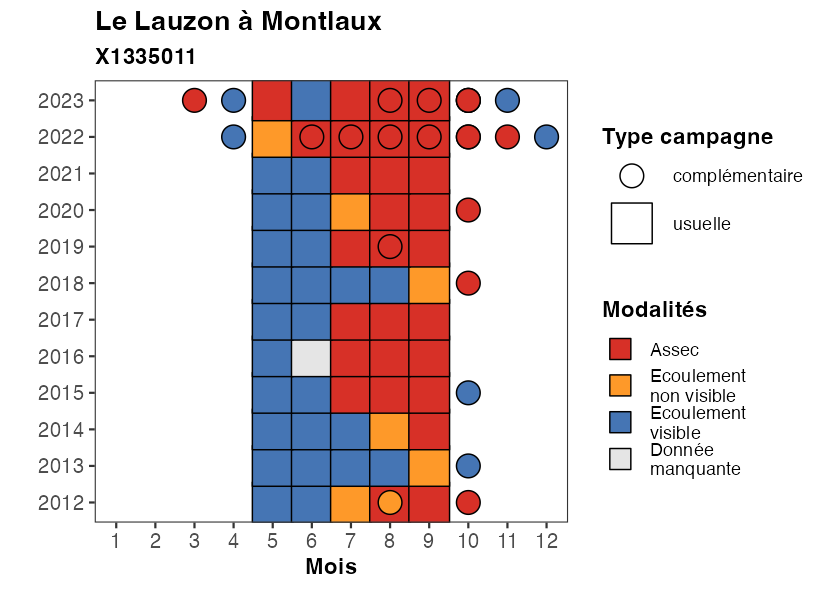 Le Lauzon à Montlaux
X1335011
2023
2022
2021
2020
2019
2018
2017
2016
2015
2014
2013
2012
1 2 3 4 5 6 7 8 9 10 11 12
Mois
Type campagne
complémentaire
usuelle
Modalités
Assec
Ecoulement
non visible
Ecoulement
visible
Donnée
manquante